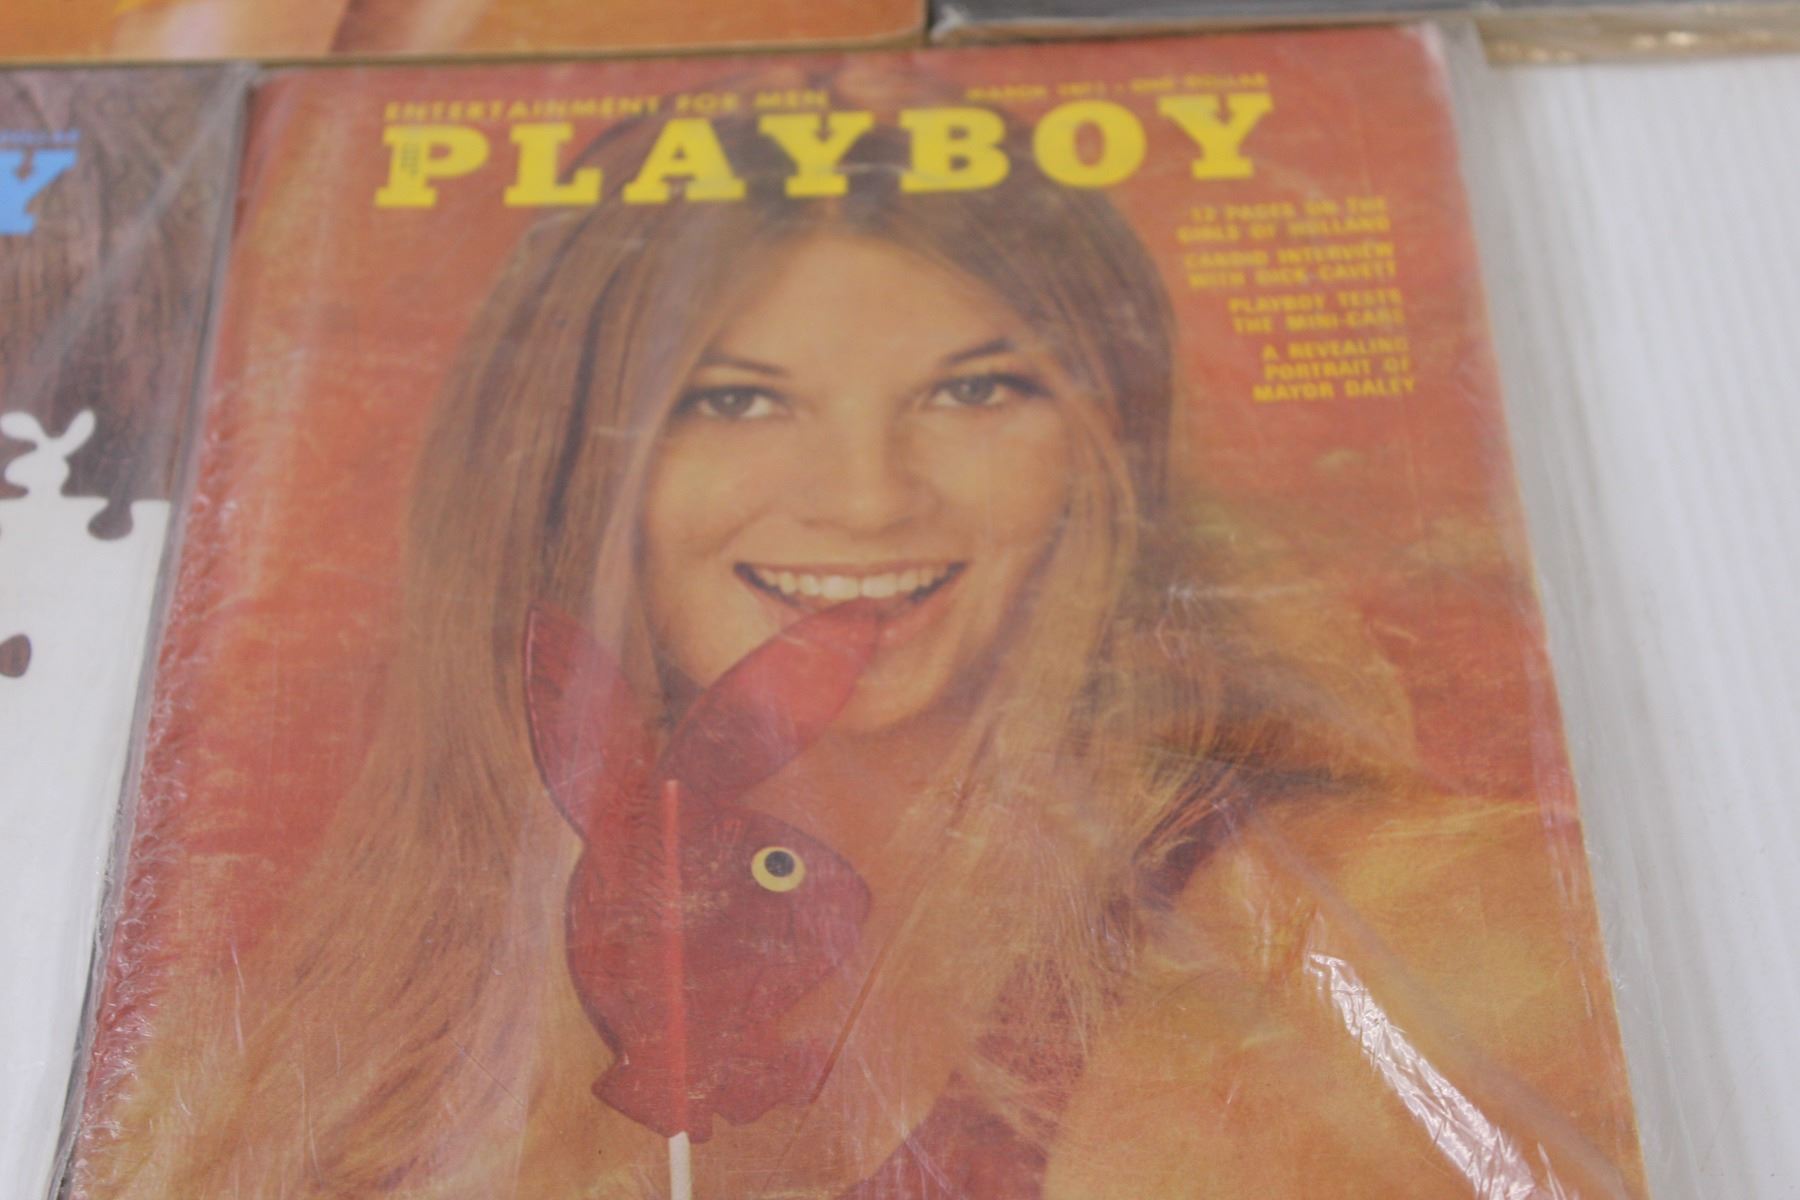 ENTERTAINMENT FOR MEN MARCH 1971 • ONE DOLLAR
PLAYBOY
12 PAGES ON THE
GIRLS OF HOLLAND
CANDID INTERVIEW
WITH DICK CAVETT
PLAYBOY TESTS
THE MINI-CARS
A REVEALING
PORTRAIT OF
MAYOR DALEY
DOLLAR
Y